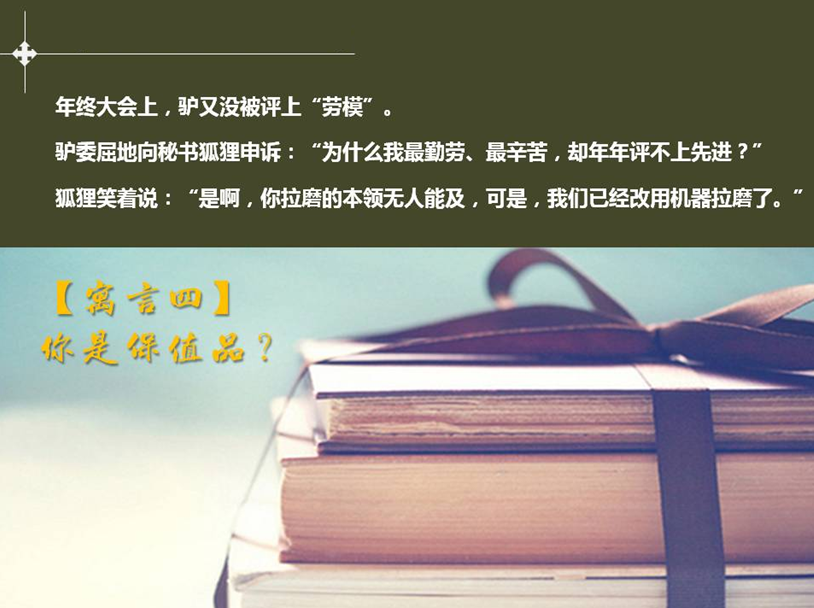 年终大会上，驴又没被评上“劳模”。
驴委屈地向秘书狐狸申诉：“为什么我最勤劳、最辛苦，却年年评不上先进？”
狐狸笑着说：“是啊，你拉磨的本领无人能及，可是，我们已经改用机器拉磨了。”
【寓言四】
你是保值品？